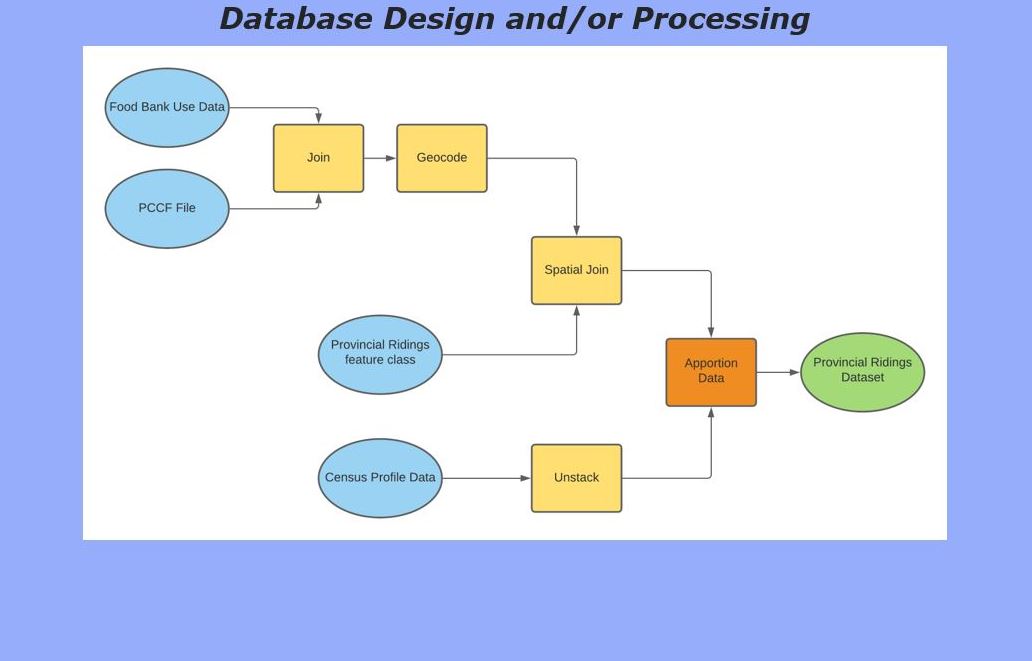 Database Design and/or Processing
Food Bank Use Data
Join
Geocode
PCCF File
Spatial Join
Provincial Ridings
feature class
Apportion
Data
Provincial Ridings
Dataset
Census Profile Data
Unstack